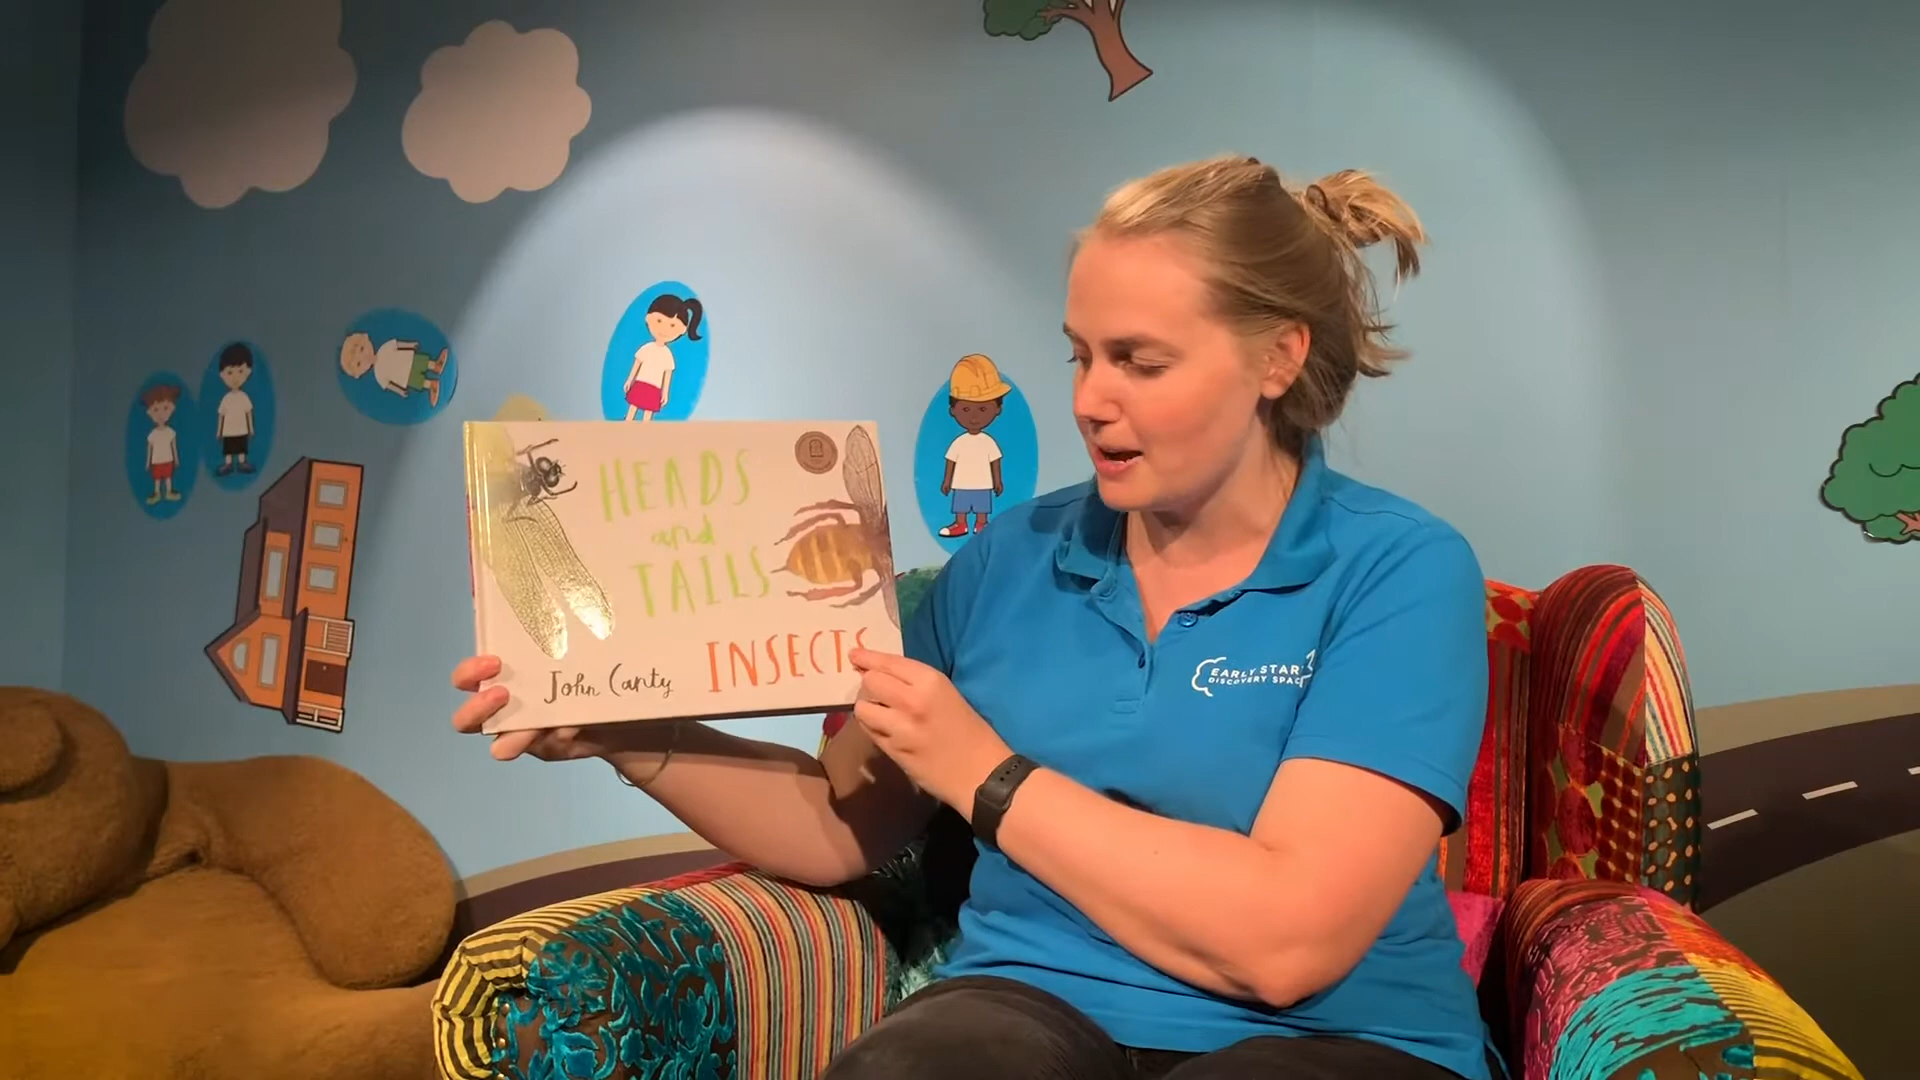 HEADS
and
TAILS
INSECTS
John Canty
EARLY START
DISCOVERY SPACE